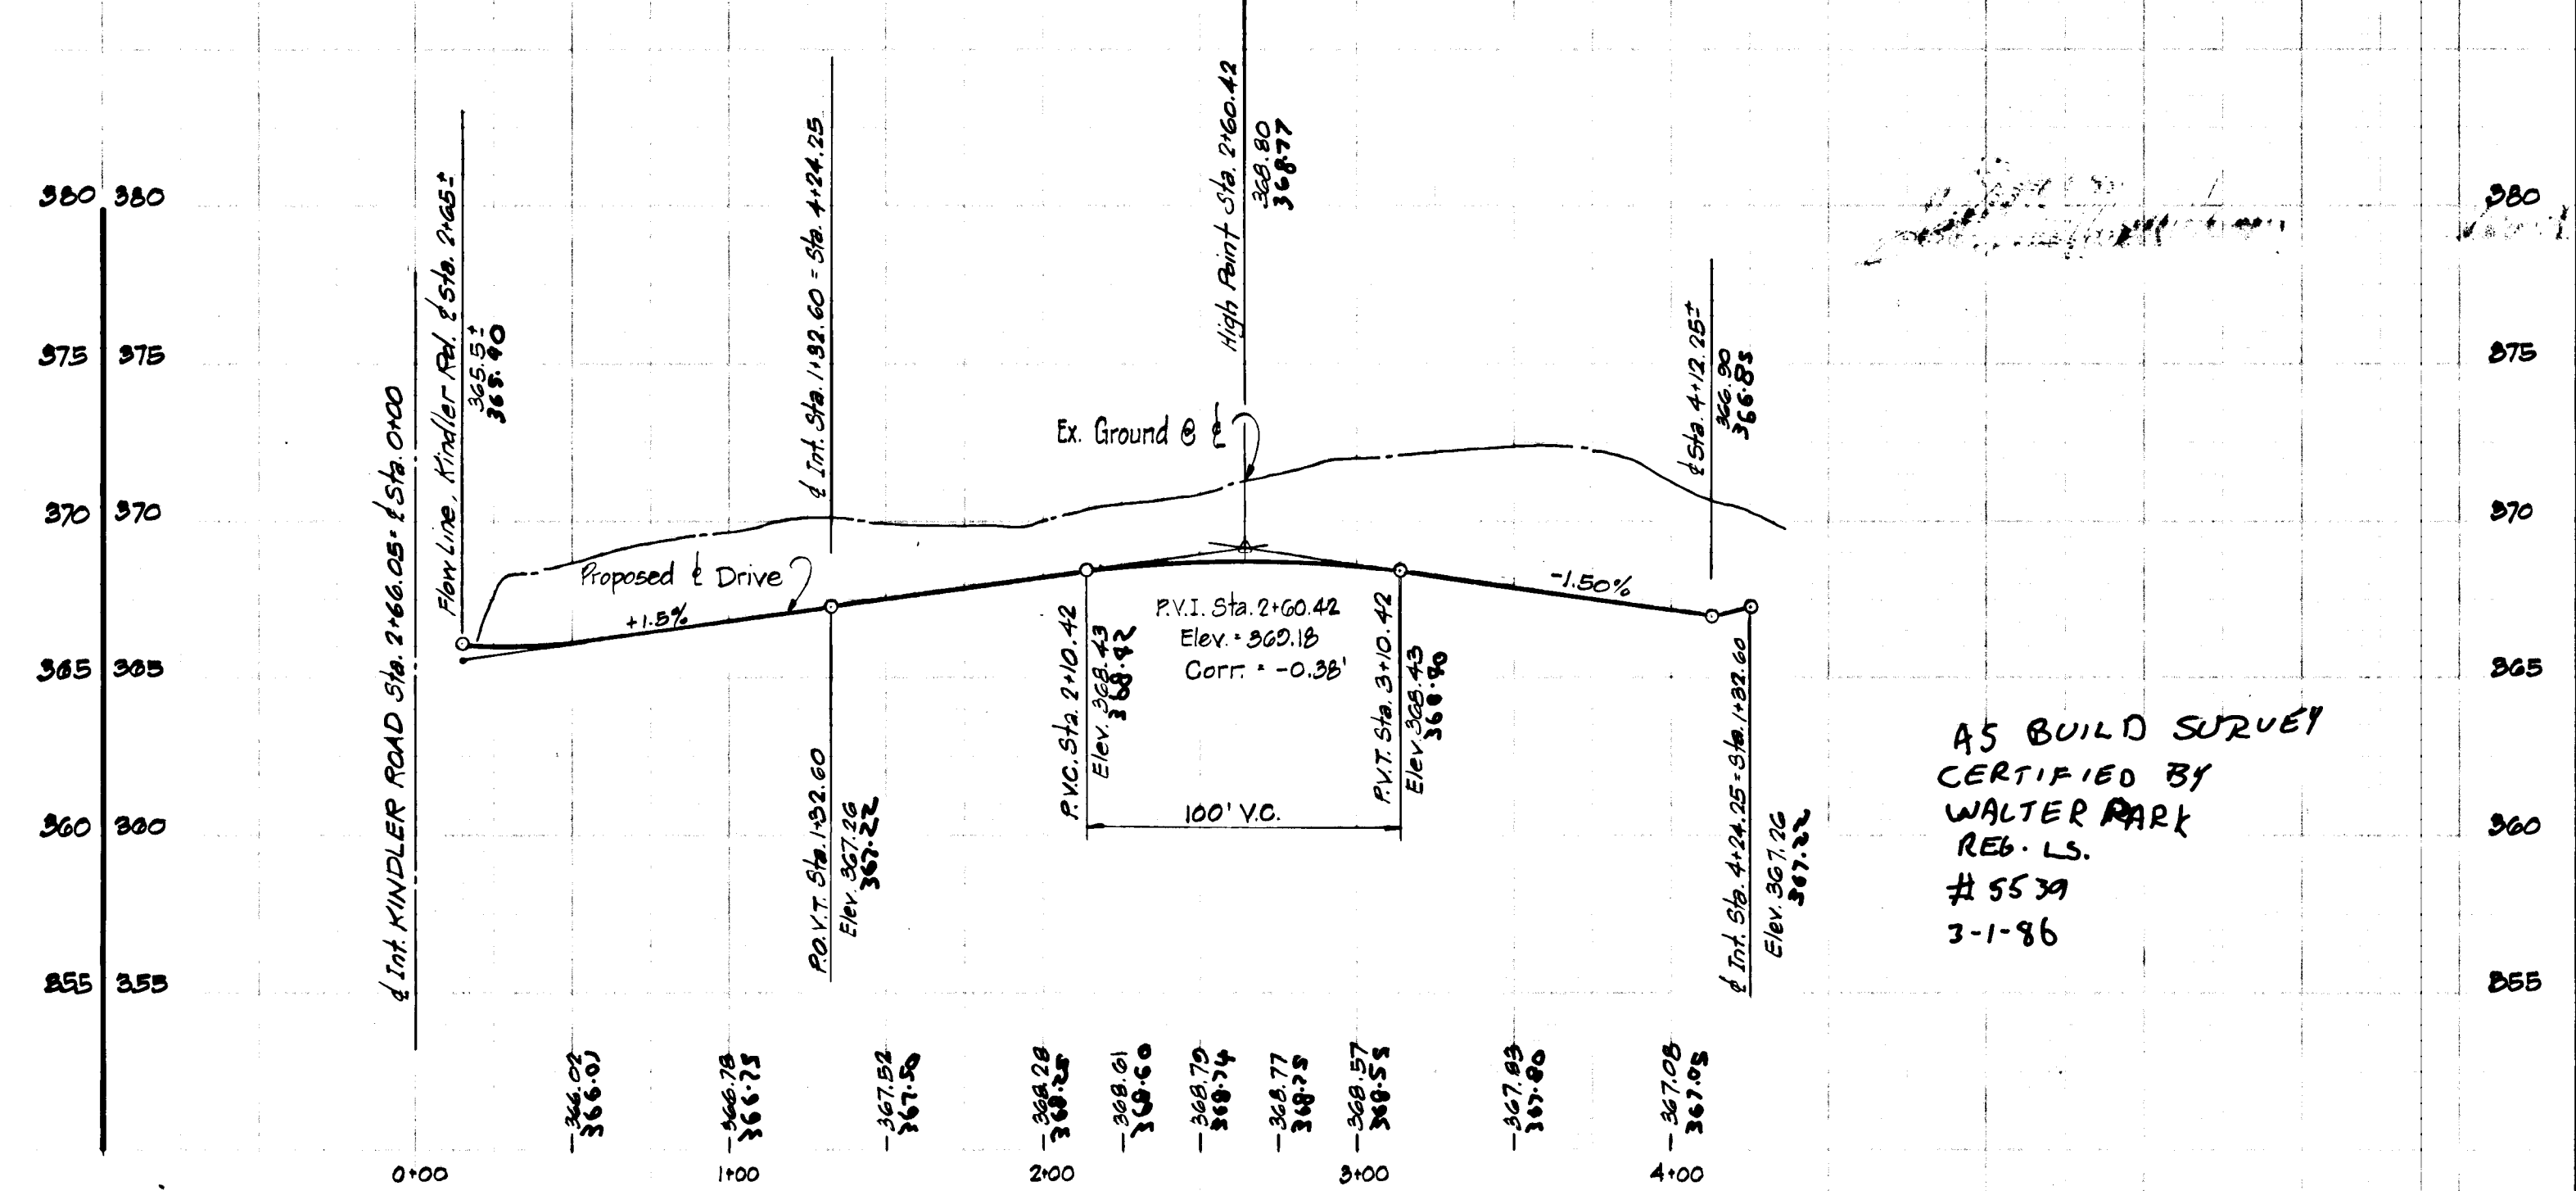 380 380
375 375
370 370
365 365
360 360
355 355
℄ Int. KINDLER ROAD Sta. 2+66.05 = ℄ Sta. 0+00
Flow Line, Kindler Rd. ℄ Sta. 2+65±
365.5±
365.90
℄ Int. Sta. 1+32.60 = Sta. 4+24.25
High Point Sta. 2+60.42
368.80
368.77
℄ Sta. 4+12.25±
366.90
366.85
Ex. Ground @ ℄
Proposed ℄ Drive
+1.5%
-1.50%
P.O.V.T. Sta. 1+32.60
Elev. 367.26
367.22
P.V.C. Sta. 2+10.42
Elev. 368.43
368.42
P.V.I. Sta. 2+60.42
Elev. = 369.18
Corr. = -0.38'
P.V.T. Sta. 3+10.42
Elev. 368.43
368.40
100' V.C.
℄ Int. Sta. 4+24.25 = Sta. 1+32.60
Elev. 367.26
367.22
380
375
370
365
360
355
AS BUILD SURVEY
CERTIFIED BY
WALTER PARK
REG. LS.
# 5539
3-1-86
366.02
366.01
366.78
366.75
367.52
367.50
368.28
368.25
368.61
368.60
368.79
368.74
368.77
368.75
368.57
368.55
367.83
367.80
367.08
367.05
0+00
1+00
2+00
3+00
4+00